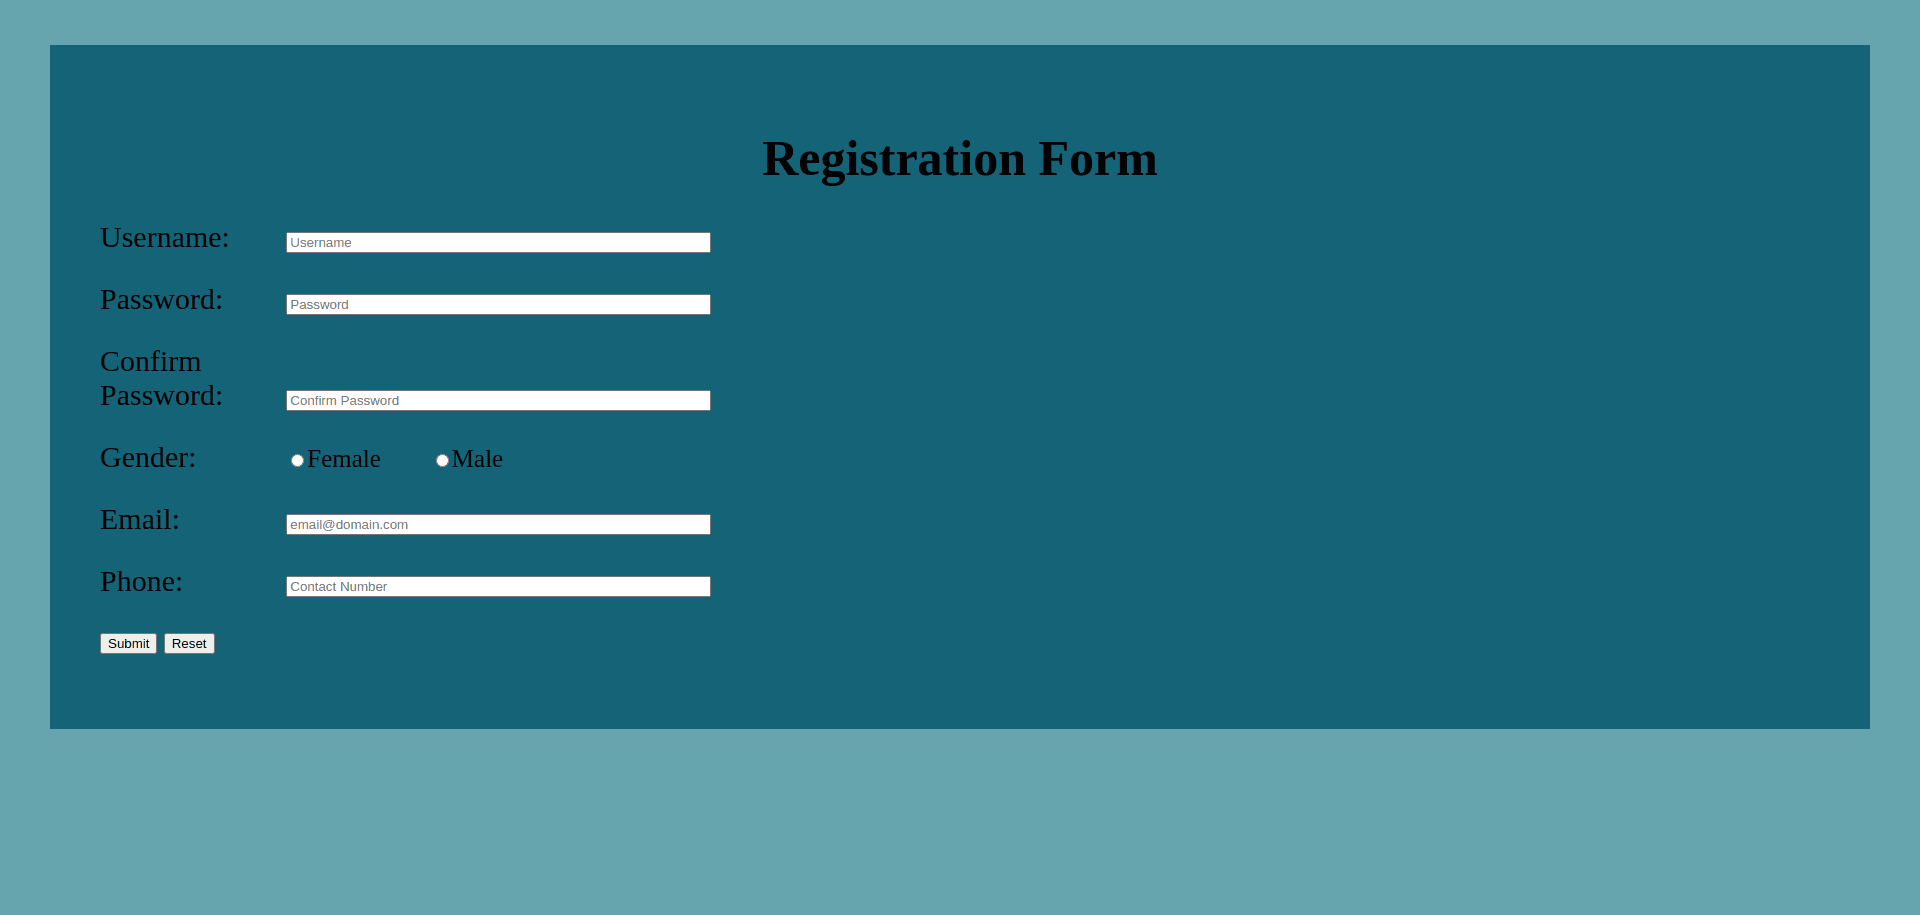 Registration Form
Username: Username
Password: Password
Confirm
Password: Confirm Password
Gender: Female Male
Email: email@domain.com
Phone: Contact Number
Submit Reset